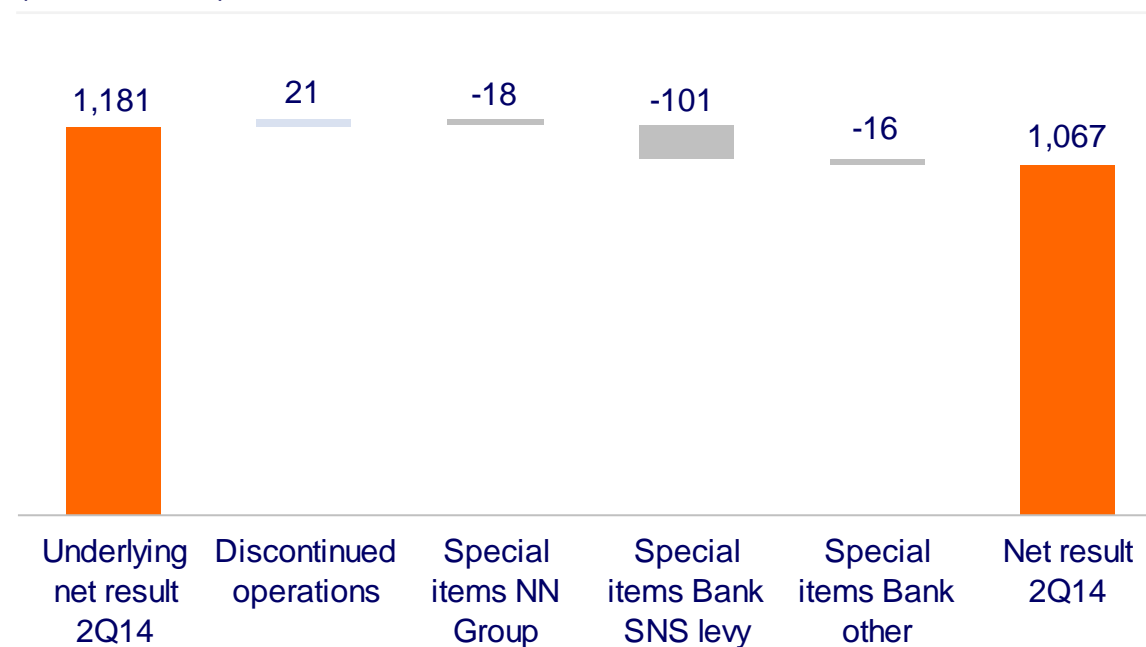 1,181
21
-18
-101
-16
1,067
Underlying
net result
2Q14
Discontinued
operations
Special
items NN
Group
Special
items Bank
SNS levy
Special
items Bank
other
Net result
2Q14